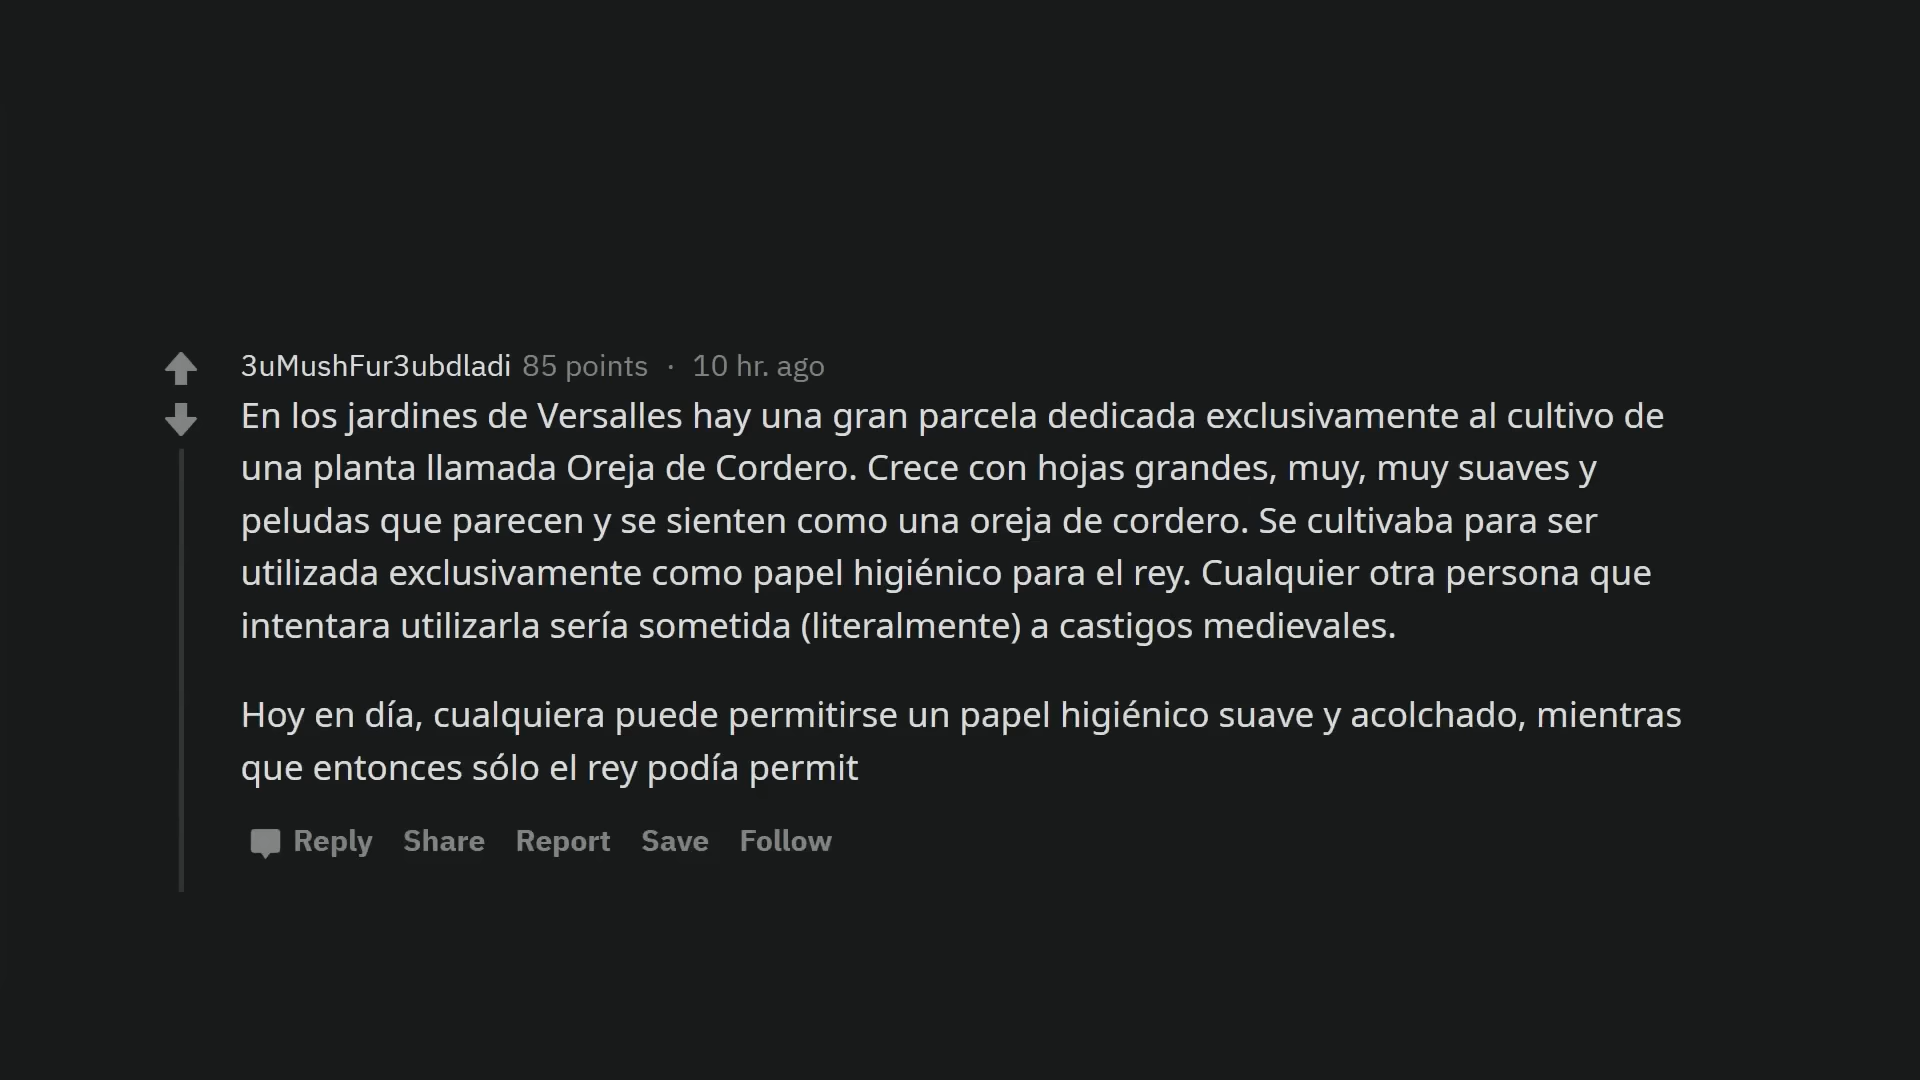 3uMushFur3ubdladi 85 points · 10 hr. ago
En los jardines de Versalles hay una gran parcela dedicada exclusivamente al cultivo de
una planta llamada Oreja de Cordero. Crece con hojas grandes, muy, muy suaves y
peludas que parecen y se sienten como una oreja de cordero. Se cultivaba para ser
utilizada exclusivamente como papel higiénico para el rey. Cualquier otra persona que
intentara utilizarla sería sometida (literalmente) a castigos medievales.
Hoy en día, cualquiera puede permitirse un papel higiénico suave y acolchado, mientras
que entonces sólo el rey podía permit
Reply Share Report Save Follow